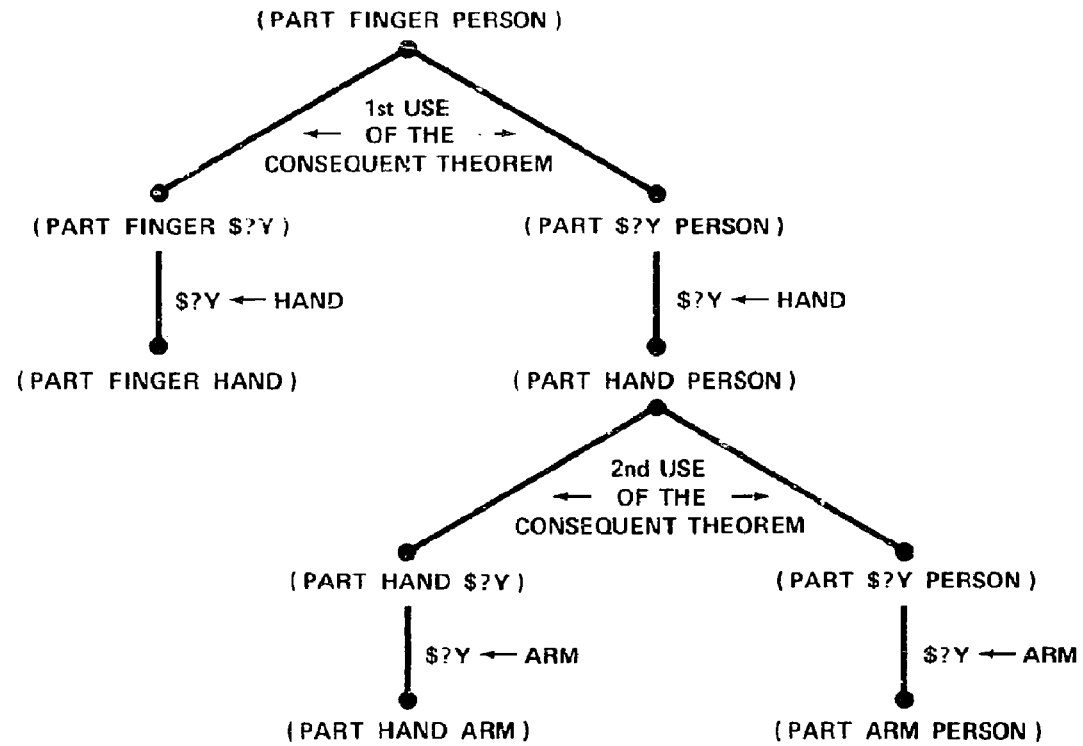 (PART FINGER PERSON)
1st USE
← OF THE →
CONSEQUENT THEOREM
(PART FINGER $?Y)
(PART $?Y PERSON)
$?Y ← HAND
$?Y ← HAND
(PART FINGER HAND)
(PART HAND PERSON)
2nd USE
← OF THE →
CONSEQUENT THEOREM
(PART HAND $?Y)
(PART $?Y PERSON)
$?Y ← ARM
$?Y ← ARM
(PART HAND ARM)
(PART ARM PERSON)